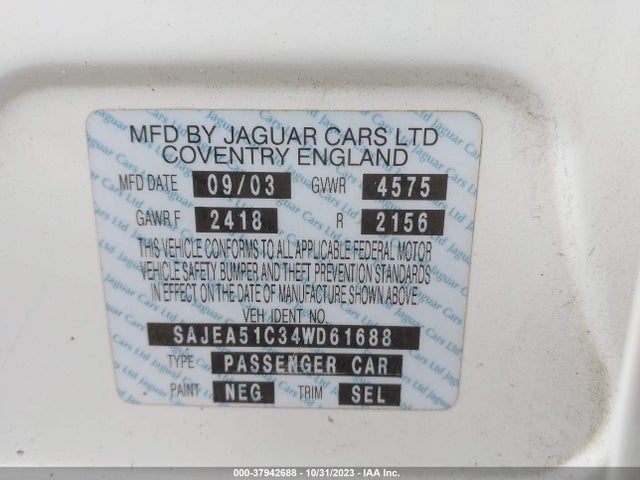 MFD BY JAGUAR CARS LTD
COVENTRY ENGLAND
MFD DATE 09/03 GVWR 4575
GAWR F 2418 R 2156
THIS VEHICLE CONFORMS TO ALL APPLICABLE FEDERAL MOTOR
VEHICLE SAFETY BUMPER AND THEFT PREVENTION STANDARDS
IN EFFECT ON THE DATE OF MANUFACTURE SHOWN ABOVE
VEH IDENT NO.
SAJEA51C34WD61688
TYPE PASSENGER CAR
PAINT NEG TRIM SEL
000-37942688 - 10/31/2023 - IAA Inc.